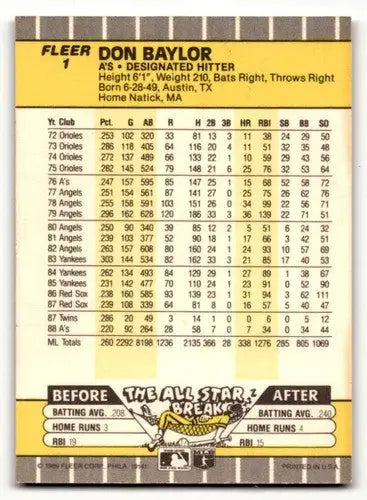 FLEER
1
DON BAYLOR
A'S • DESIGNATED HITTER
Height 6'1", Weight 210, Bats Right, Throws Right
Born 6-28-49, Austin, TX
Home Natick, MA
Yr. Club Pct. G AB R H 2B 3B HR RBI SB BB SO
72 Orioles .253 102 320 33 81 13 3 11 38 24 29 50
73 Orioles .286 118 405 64 116 20 4 11 51 32 35 48
74 Orioles .272 137 489 66 133 22 1 10 59 29 43 56
75 Orioles .282 145 524 79 148 21 6 25 76 32 53 64
76 A's .247 157 595 85 147 25 1 15 68 52 58 72
77 Angels .251 154 561 87 141 27 0 25 75 26 62 76
78 Angels .255 158 591 103 151 26 0 34 99 22 56 71
79 Angels .296 162 628 120 186 33 3 36 139 22 71 51
80 Angels .250 90 340 39 85 12 2 5 51 6 24 32
81 Angels .239 103 377 52 90 18 1 17 66 3 42 51
82 Angels .263 157 608 80 160 24 1 24 93 10 57 69
83 Yankees .303 144 534 82 162 33 3 21 85 17 40 53
84 Yankees .262 134 493 84 129 29 1 27 89 1 38 67
85 Yankees .231 142 477 70 110 24 1 23 91 0 52 90
86 Red Sox .238 160 585 93 139 23 1 31 94 3 62 111
87 Red Sox .239 108 339 64 81 8 0 16 57 5 40 47
87 Twins .286 20 49 3 14 1 0 0 6 0 5 12
88 A's .220 92 264 28 58 7 0 7 34 0 34 44
ML Totals .260 2292 8198 1236 2135 366 28 338 1276 285 805 1069
BEFORE
THE ALL STAR
BREAK
AFTER
BATTING AVG. .208
BATTING AVG. .240
HOME RUNS 3
HOME RUNS 4
RBI 19
RBI 15
© 1989 FLEER CORP., PHILA. 19141
PRINTED IN U.S.A.